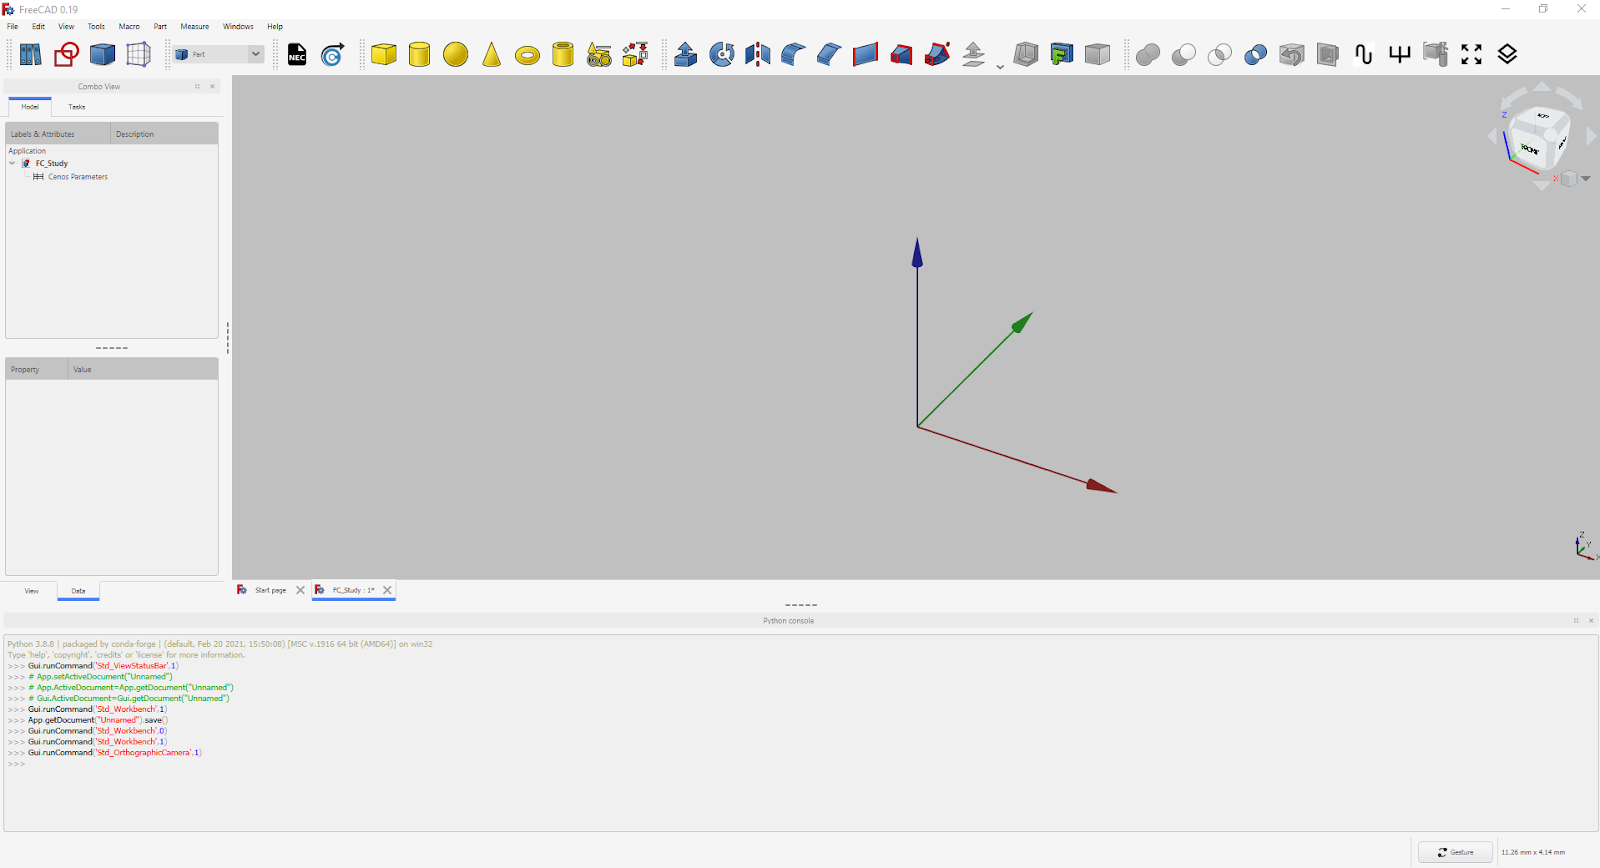 FreeCAD 0.19
File Edit View Tools Macro Part Measure Windows Help
Part
NEC
Combo View
Model Tasks
Labels & Attributes Description
Application
FC_Study
Cenos Parameters
Property Value
View Data
Z
FRONT
X
Z
Y
X
Start page FC_Study : 1*
Python console
Python 3.8.8 | packaged by conda-forge | (default, Feb 20 2021, 15:50:08) [MSC v.1916 64 bit (AMD64)] on win32
Type 'help', 'copyright', 'credits' or 'license' for more information.
>>> Gui.runCommand('Std_ViewStatusBar',1)
>>> # App.setActiveDocument("Unnamed")
>>> # App.ActiveDocument=App.getDocument("Unnamed")
>>> # Gui.ActiveDocument=Gui.getDocument("Unnamed")
>>> Gui.runCommand('Std_Workbench',1)
>>> App.getDocument("Unnamed").save()
>>> Gui.runCommand('Std_Workbench',0)
>>> Gui.runCommand('Std_Workbench',1)
>>> Gui.runCommand('Std_OrthographicCamera',1)
>>>
Gesture 11.26 mm x 4.14 mm